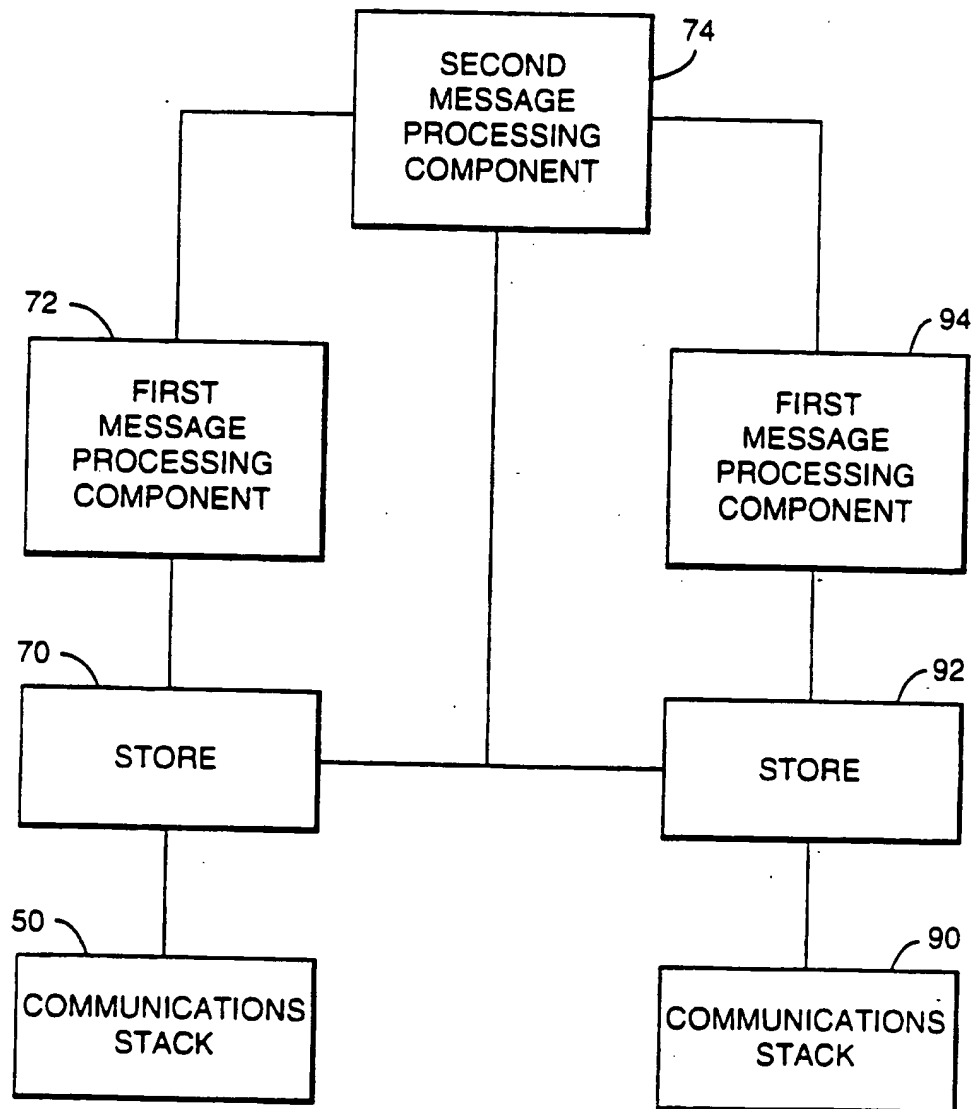 74
SECOND
MESSAGE
PROCESSING
COMPONENT
72
FIRST
MESSAGE
PROCESSING
COMPONENT
94
FIRST
MESSAGE
PROCESSING
COMPONENT
70
STORE
92
STORE
50
COMMUNICATIONS
STACK
90
COMMUNICATIONS
STACK